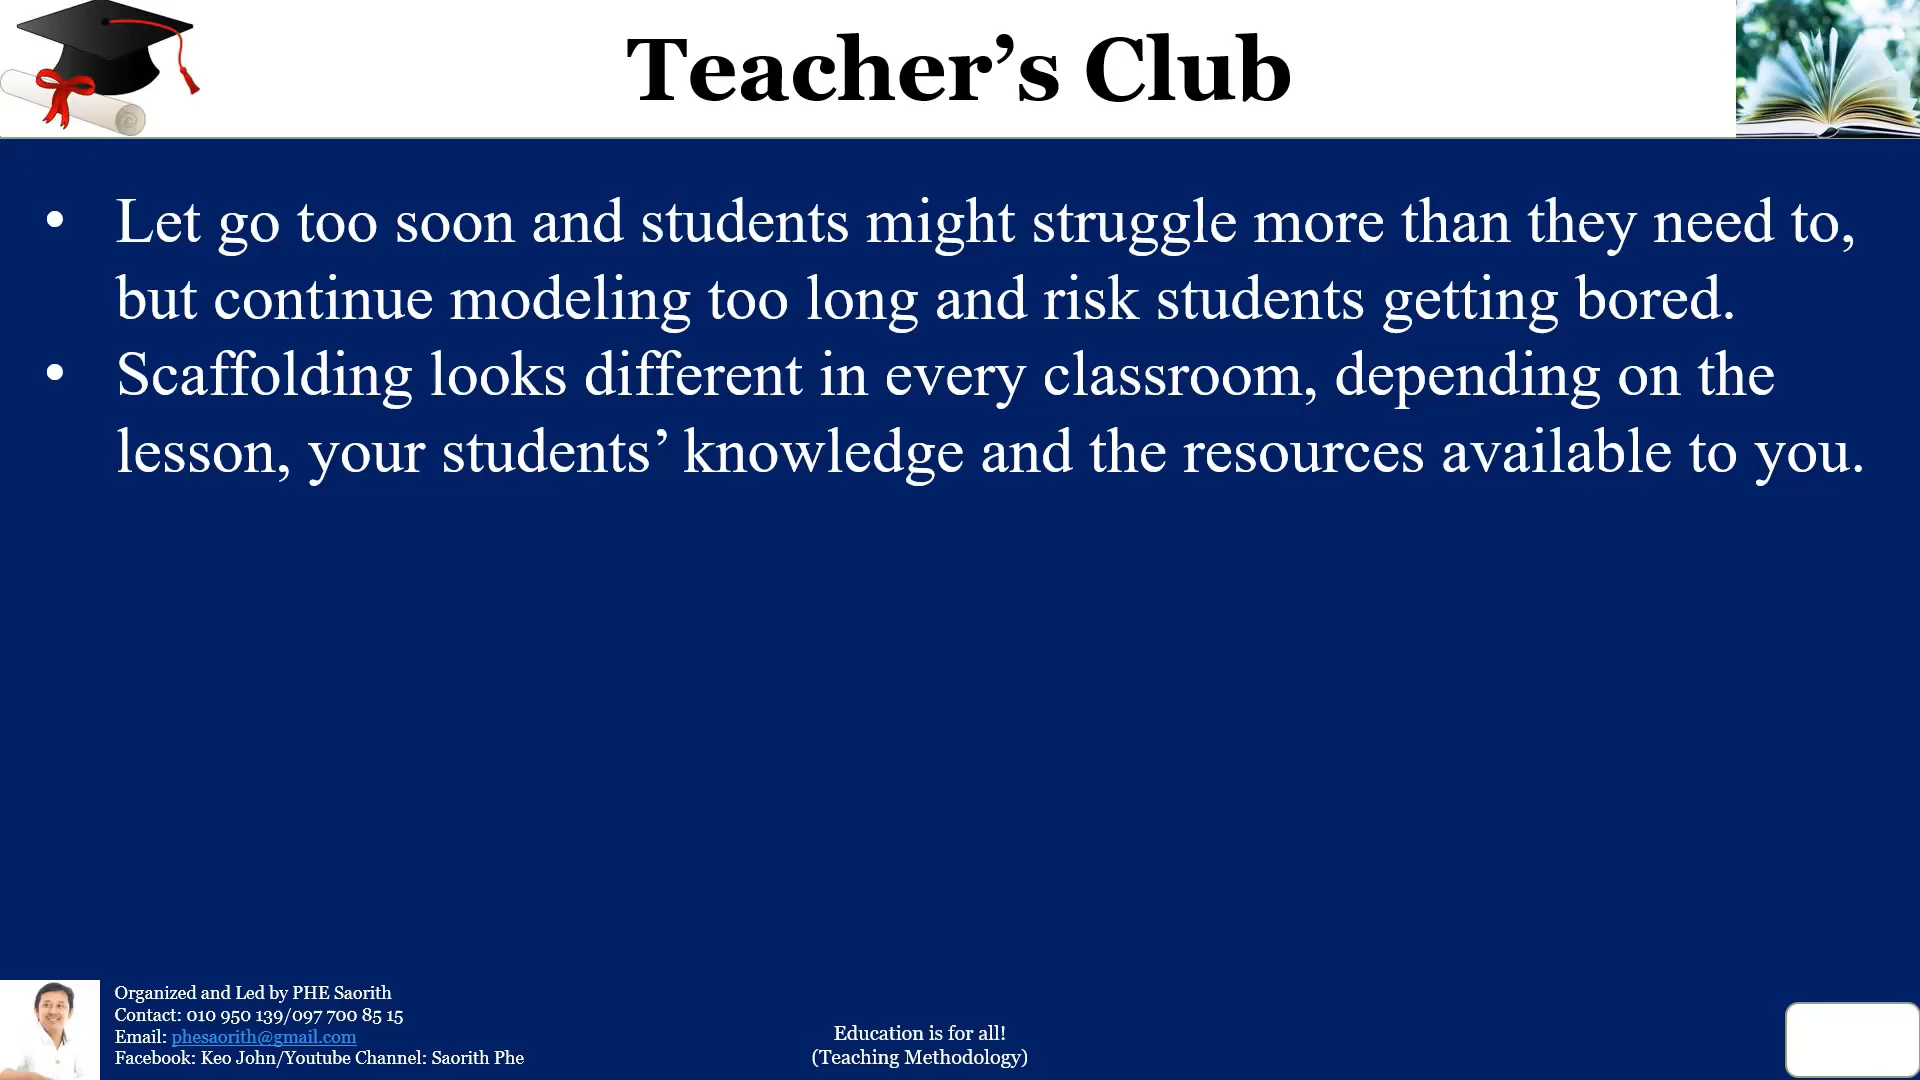 Teacher’s Club
• Let go too soon and students might struggle more than they need to,
but continue modeling too long and risk students getting bored.
• Scaffolding looks different in every classroom, depending on the
lesson, your students’ knowledge and the resources available to you.
Organized and Led by PHE Saorith
Contact: 010 950 139/097 700 85 15
Email: phesaorith@gmail.com
Facebook: Keo John/Youtube Channel: Saorith Phe
Education is for all!
(Teaching Methodology)